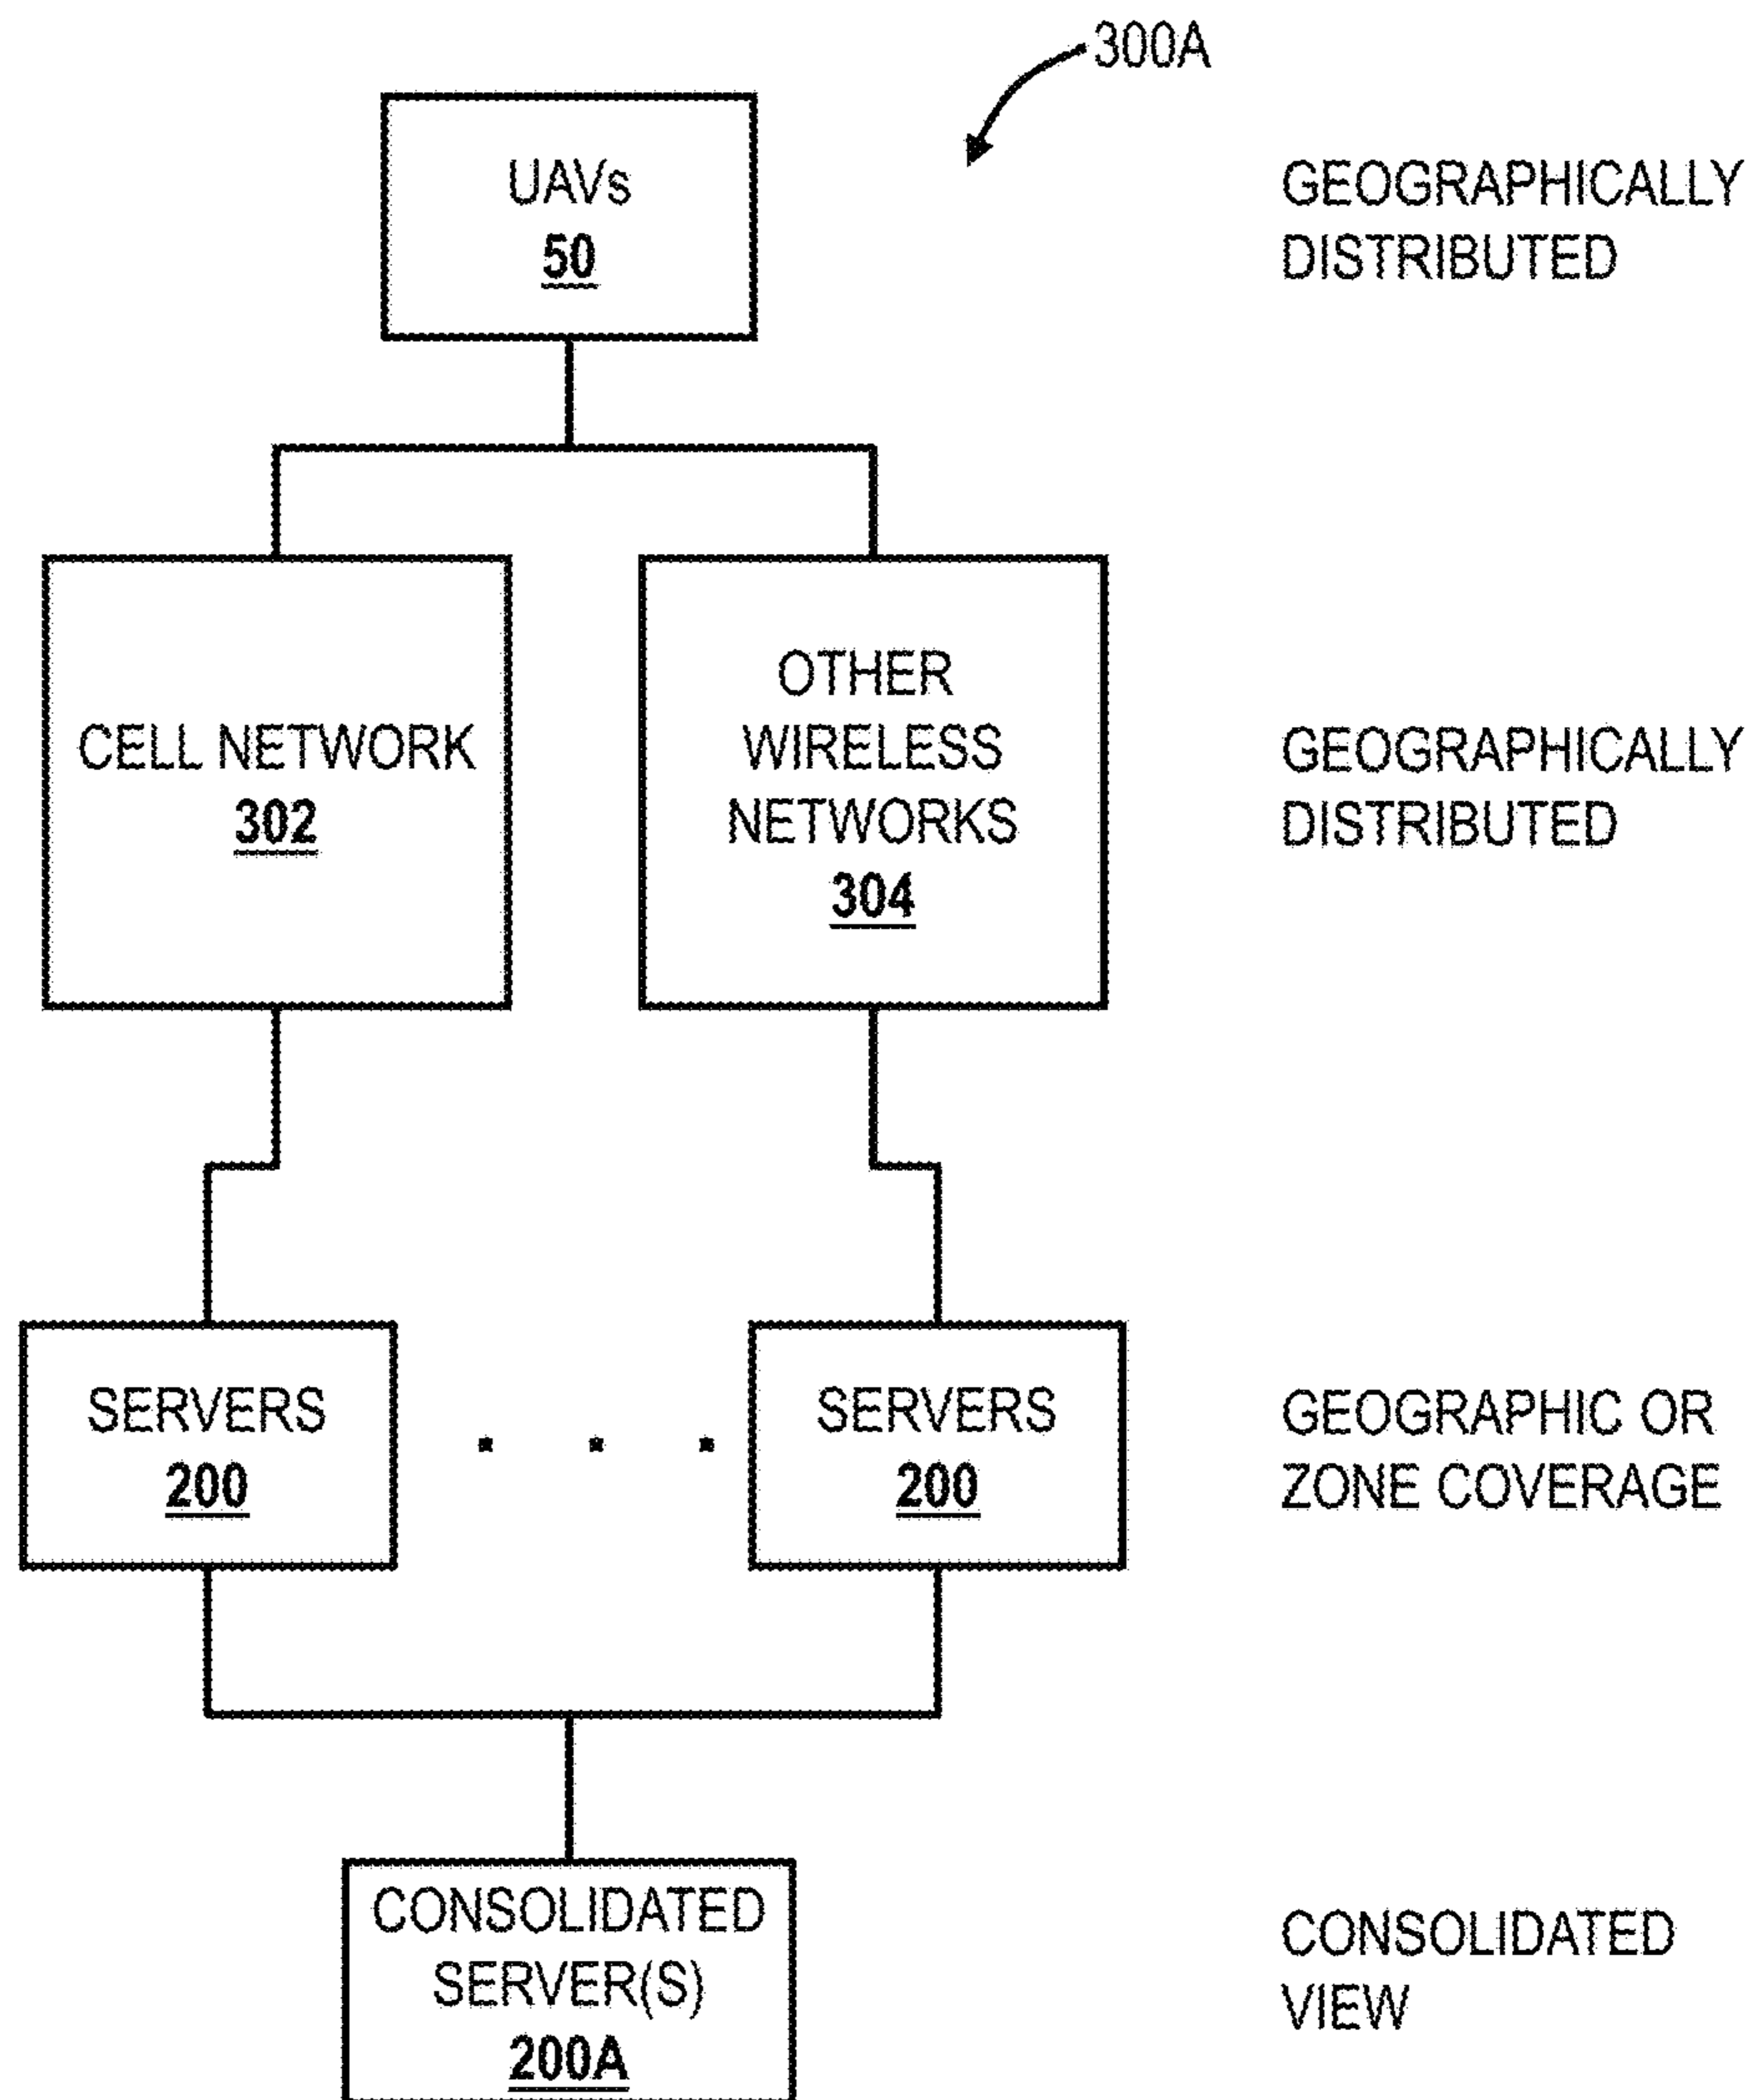 300A
UAVs
50
GEOGRAPHICALLY
DISTRIBUTED
CELL NETWORK
302
OTHER
WIRELESS
NETWORKS
304
GEOGRAPHICALLY
DISTRIBUTED
SERVERS
200
. . .
SERVERS
200
GEOGRAPHIC OR
ZONE COVERAGE
CONSOLIDATED
SERVER(S)
200A
CONSOLIDATED
VIEW